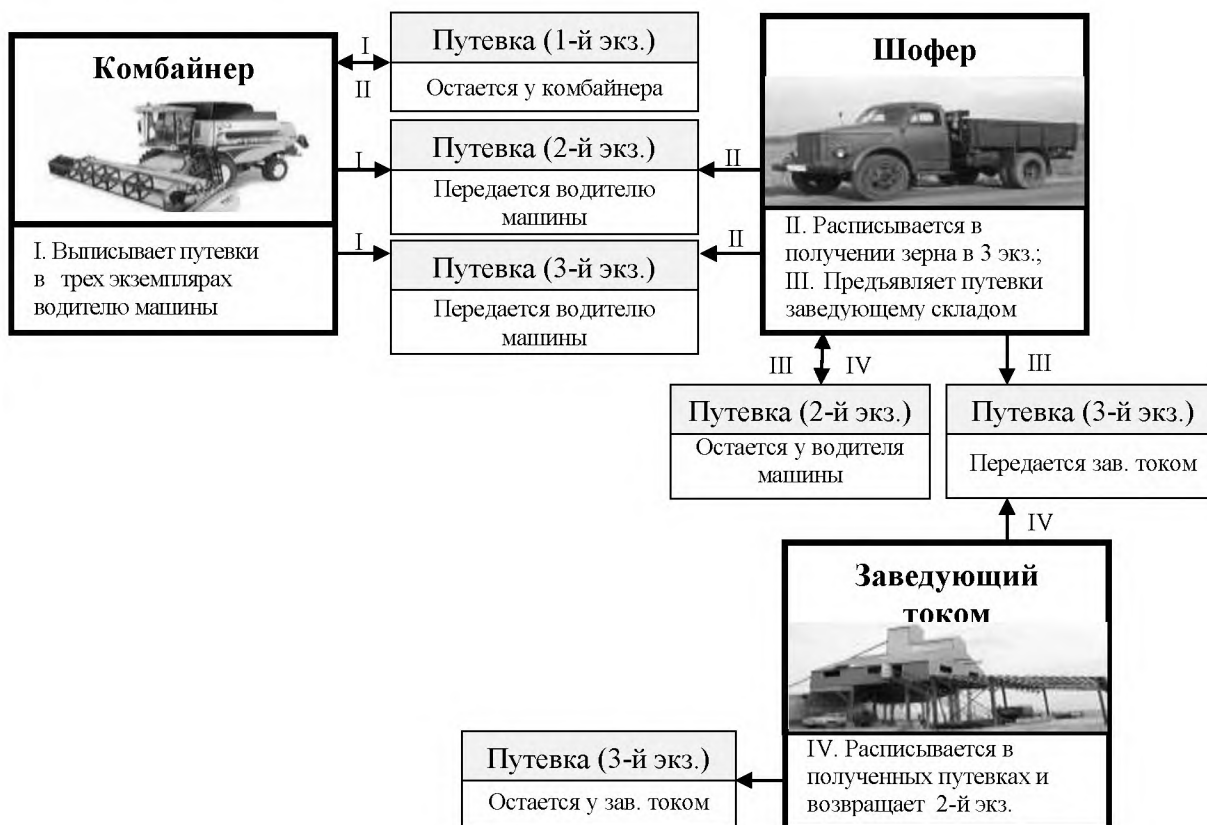 Комбайнер
I. Выписывает путевки
в трех экземплярах
водителю машины
I
II
Путевка (1-й экз.)
Остается у комбайнера
I
Путевка (2-й экз.)
Передается водителю
машины
II
I
Путевка (3-й экз.)
Передается водителю
машины
II
Шофер
II. Расписывается в
получении зерна в 3 экз.;
III. Предъявляет путевки
заведующему складом
III
IV
III
Путевка (2-й экз.)
Остается у водителя
машины
Путевка (3-й экз.)
Передается зав. током
IV
Заведующий
током
IV. Расписывается в
полученных путевках и
возвращает 2-й экз.
Путевка (3-й экз.)
Остается у зав. током